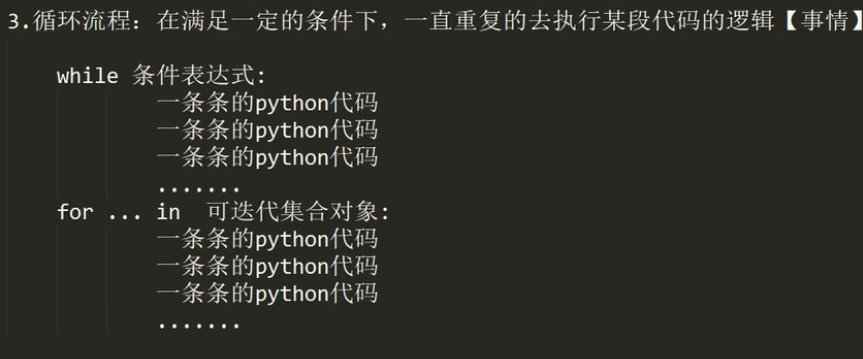 3.循环流程：在满足一定的条件下，一直重复的去执行某段代码的逻辑【事情】
while 条件表达式:
一条条的python代码
一条条的python代码
一条条的python代码
.......
for ... in  可迭代集合对象:
一条条的python代码
一条条的python代码
一条条的python代码
.......